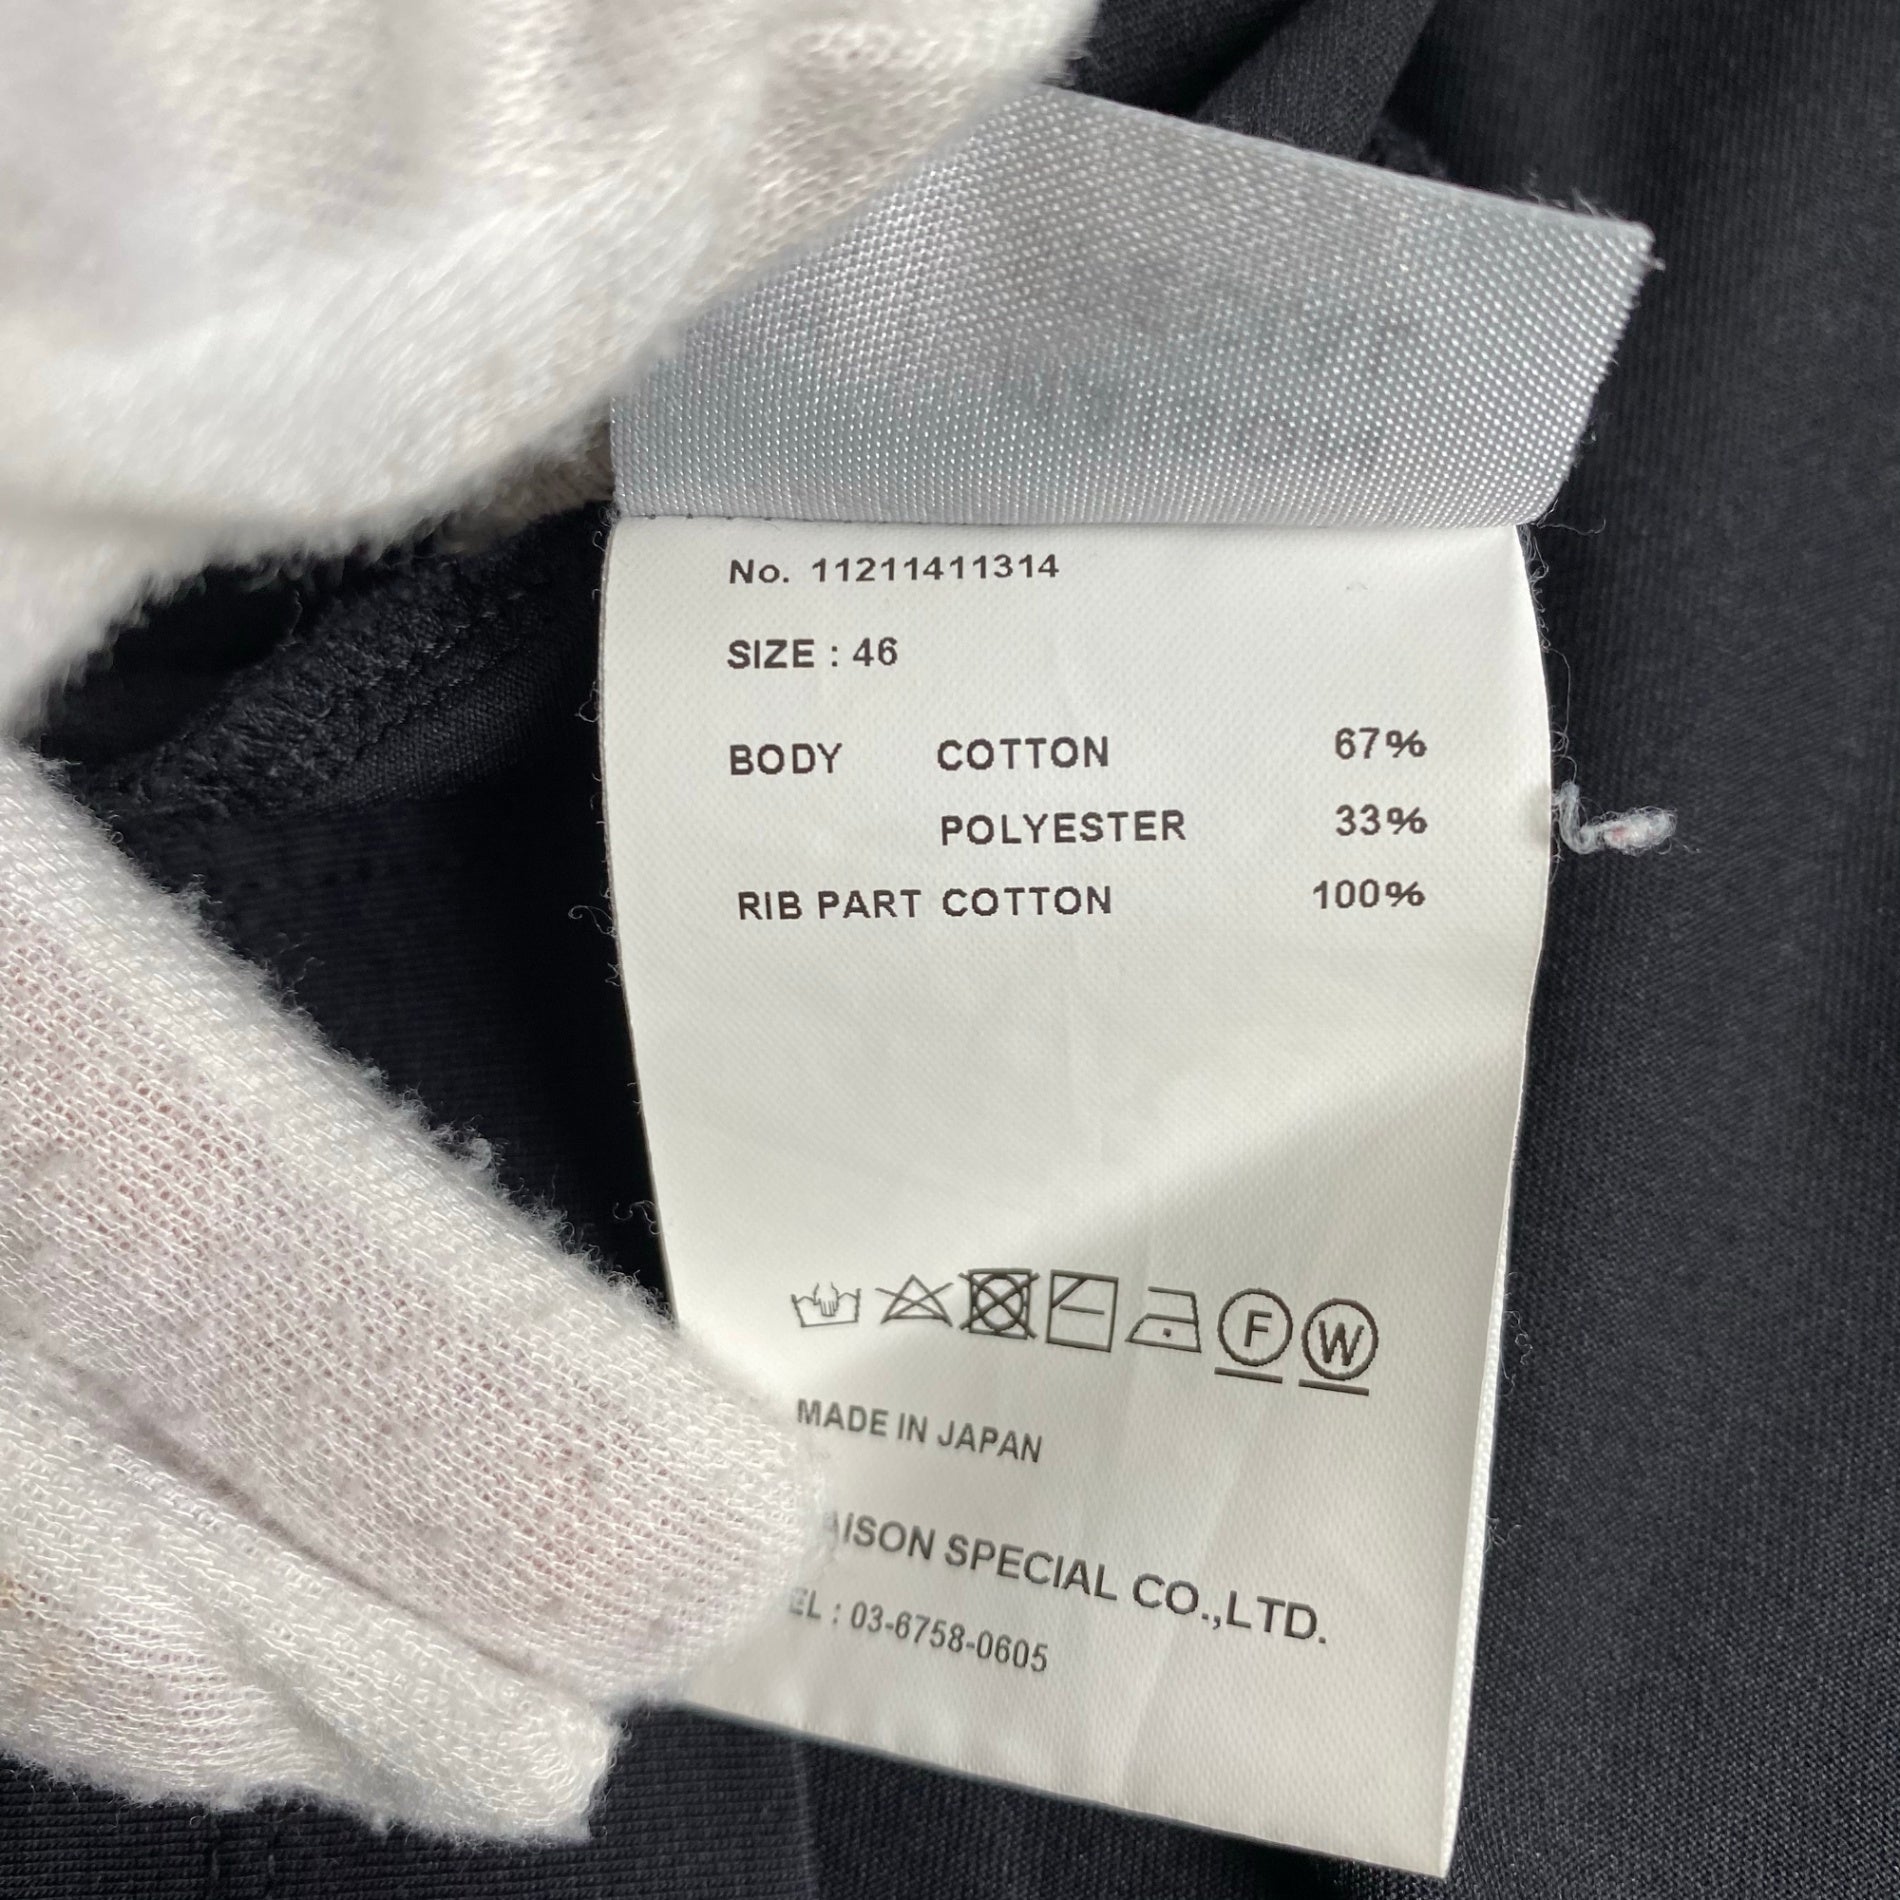 No. 11211411314
SIZE : 46
BODY COTTON 67%
POLYESTER 33%
RIB PART COTTON 100%
F W
MADE IN JAPAN
AISON SPECIAL CO.,LTD.
EL : 03-6758-0605